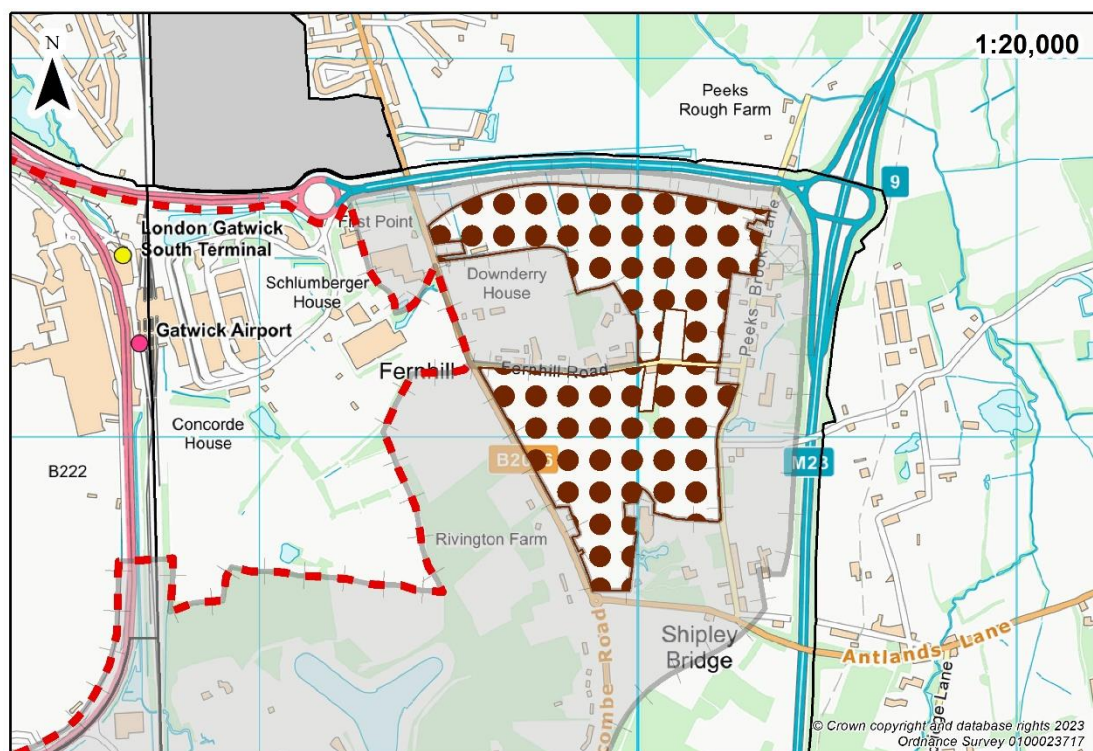 N
1:20,000
Peeks
Rough Farm
9
First Point
London Gatwick
South Terminal
Schlumberger
House
Downderry
House
Peeks Brook Lane
Gatwick Airport
Fernhill
Fernhill Road
Concorde
House
B222
M23
Rivington Farm
Shipley
Bridge
Antlands Lane
Road
© Crown copyright and database rights 2023
Ordnance Survey 0100023717